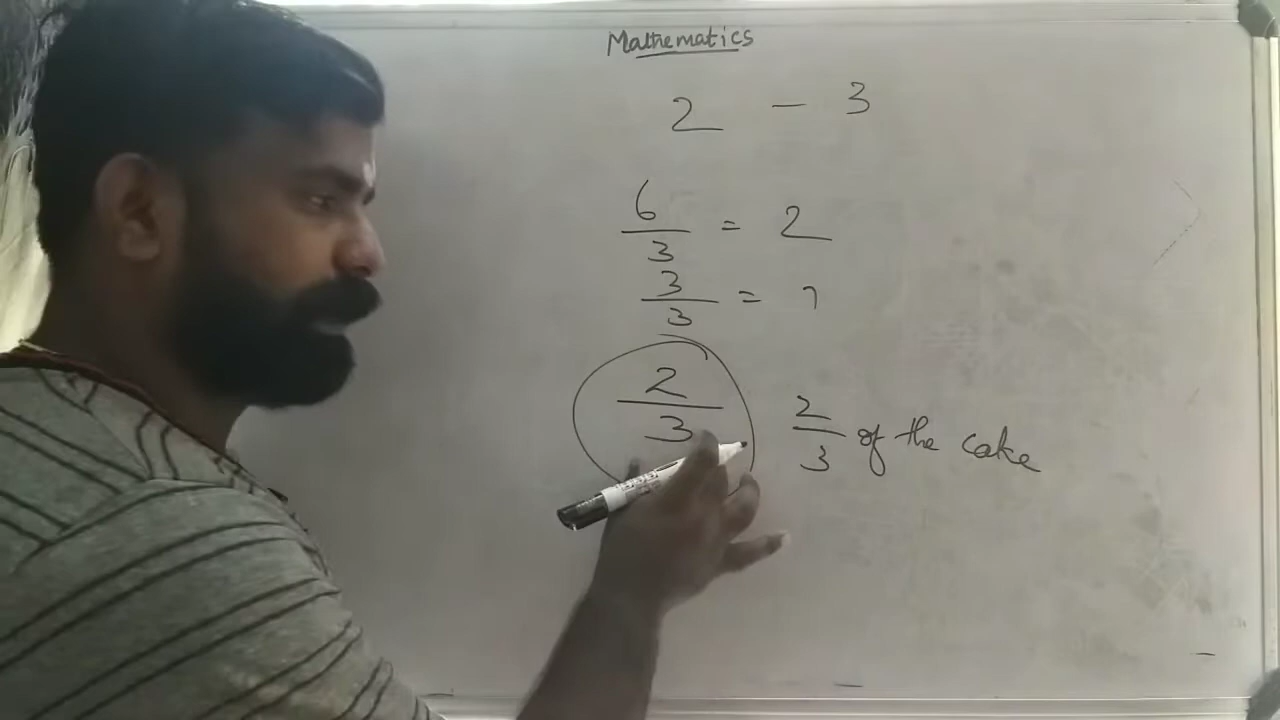 Mathematics
2 - 3
6/3 = 2
3/3 = 1
2/3
2/3 of the cake